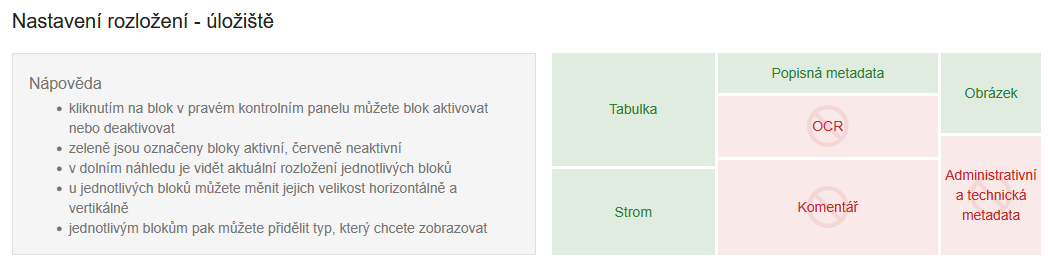 Nastavení rozložení - úložiště
Nápověda
kliknutím na blok v pravém kontrolním panelu můžete blok aktivovat
nebo deaktivovat
zeleně jsou označeny bloky aktivní, červeně neaktivní
v dolním náhledu je vidět aktuální rozložení jednotlivých bloků
u jednotlivých bloků můžete měnit jejich velikost horizontálně a
vertikálně
jednotlivým blokům pak můžete přidělit typ, který chcete zobrazovat
Tabulka
Strom
Popisná metadata
OCR
Komentář
Obrázek
Administrativní
a technická
metadata